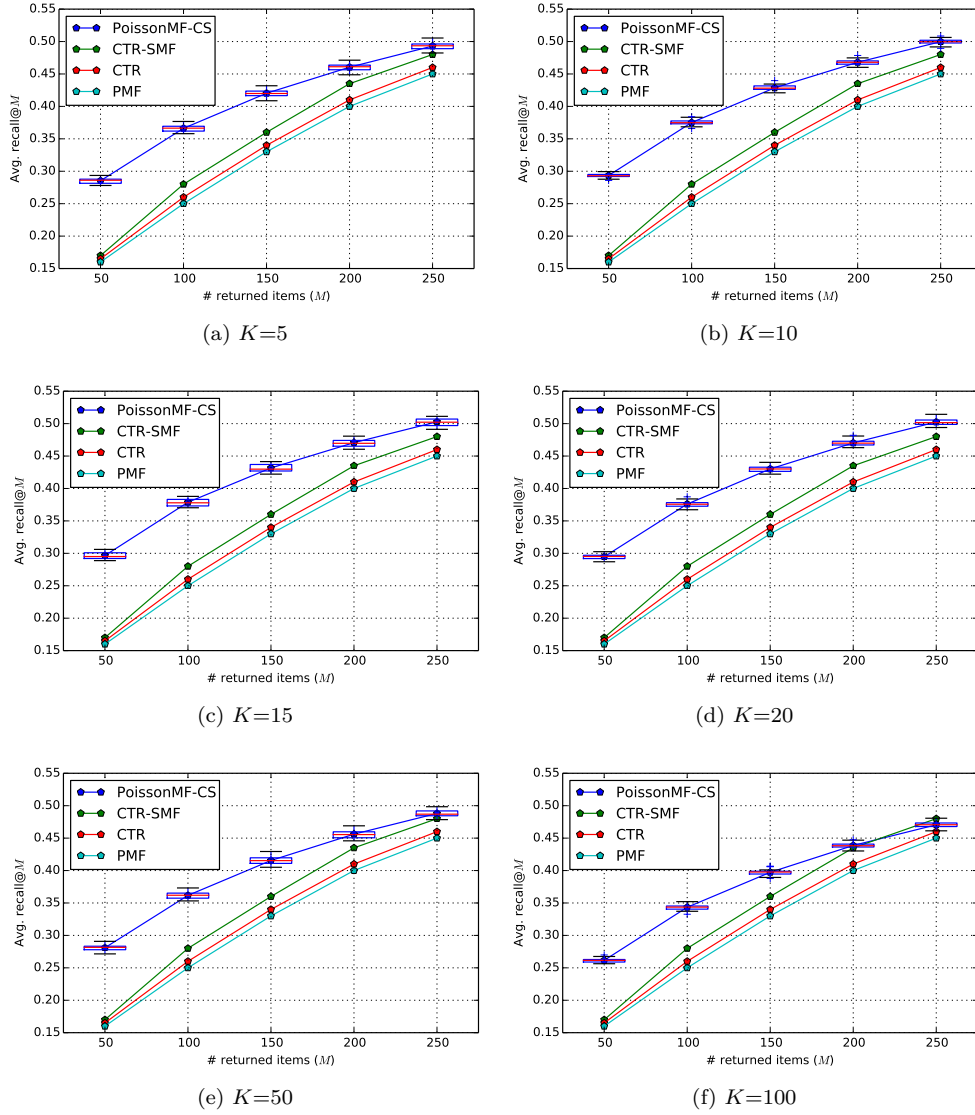 0.55
0.50
0.45
0.40
0.35
0.30
0.25
0.20
0.15
Avg. recall@M
PoissonMF-CS
CTR-SMF
CTR
PMF
50 100 150 200 250
# returned items (M)
(a) K=5
0.55
0.50
0.45
0.40
0.35
0.30
0.25
0.20
0.15
Avg. recall@M
PoissonMF-CS
CTR-SMF
CTR
PMF
50 100 150 200 250
# returned items (M)
(b) K=10
0.55
0.50
0.45
0.40
0.35
0.30
0.25
0.20
0.15
Avg. recall@M
PoissonMF-CS
CTR-SMF
CTR
PMF
50 100 150 200 250
# returned items (M)
(c) K=15
0.55
0.50
0.45
0.40
0.35
0.30
0.25
0.20
0.15
Avg. recall@M
PoissonMF-CS
CTR-SMF
CTR
PMF
50 100 150 200 250
# returned items (M)
(d) K=20
0.55
0.50
0.45
0.40
0.35
0.30
0.25
0.20
0.15
Avg. recall@M
PoissonMF-CS
CTR-SMF
CTR
PMF
50 100 150 200 250
# returned items (M)
(e) K=50
0.55
0.50
0.45
0.40
0.35
0.30
0.25
0.20
0.15
Avg. recall@M
PoissonMF-CS
CTR-SMF
CTR
PMF
50 100 150 200 250
# returned items (M)
(f) K=100